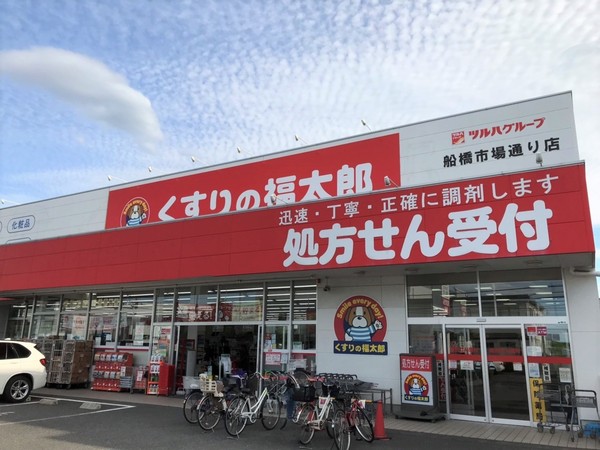 ツルハグループ
船橋市場通り店
くすりの福太郎
化粧品
迅速・丁寧・正確に調剤します
処方せん受付
Smile every day!
くすりの福太郎
処方せん受付